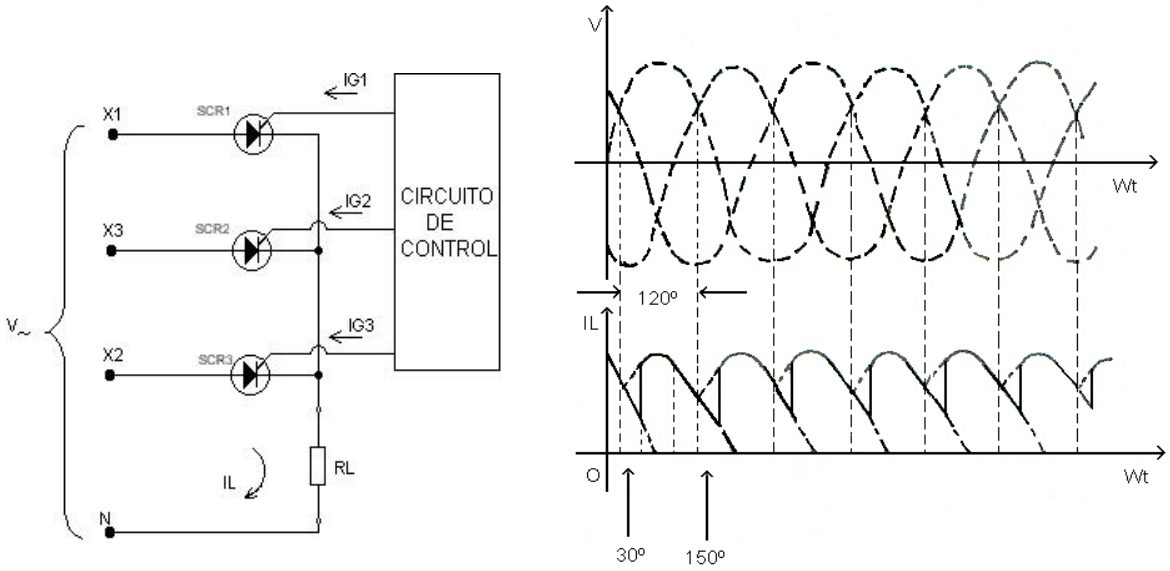 IG1
X1
SCR1
IG2
X3
SCR2
CIRCUITO
DE
CONTROL
V~
IG3
X2
SCR3
IL
RL
N
V
Wt
120º
IL
O
Wt
30º
150º